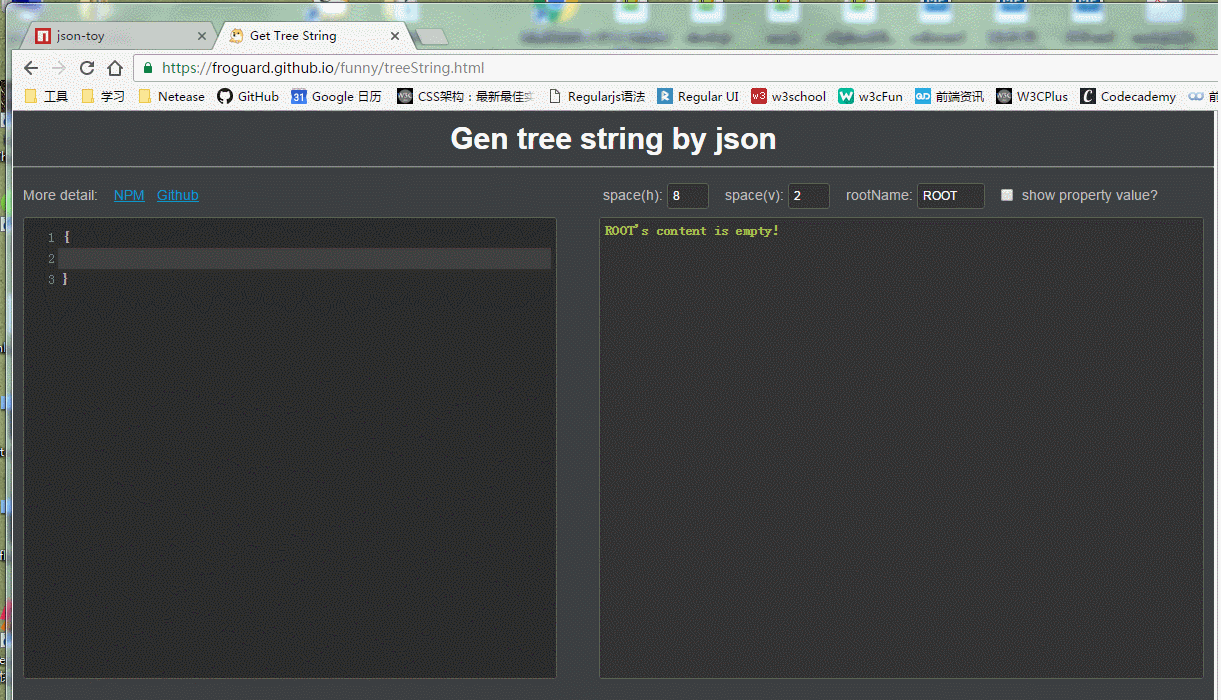 json-toy
Get Tree String
https://froguard.github.io/funny/treeString.html
工具 学习 Netease GitHub 31 Google 日历 CSS架构：最新最佳实 Regularjs语法 R Regular UI w3 w3school W w3cFun 前端资讯 W3CPlus C Codecademy 前
Gen tree string by json
More detail: NPM Github space(h): 8 space(v): 2 rootName: ROOT show property value?
1 {
2
3 }
ROOT's content is empty!